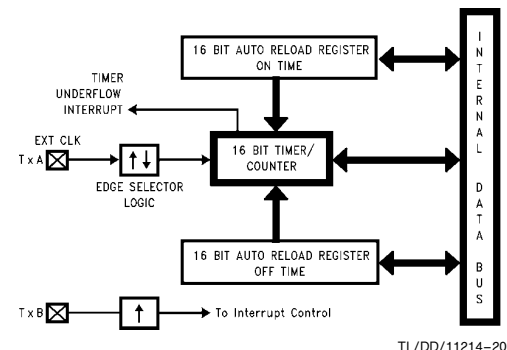 16 BIT AUTO RELOAD REGISTER
ON TIME
TIMER
UNDERFLOW
INTERRUPT
EXT CLK
TxA
EDGE SELECTOR
LOGIC
16 BIT TIMER/
COUNTER
16 BIT AUTO RELOAD REGISTER
OFF TIME
TxB
To Interrupt Control
INTERNAL DATA BUS
TL/DD/11214-20